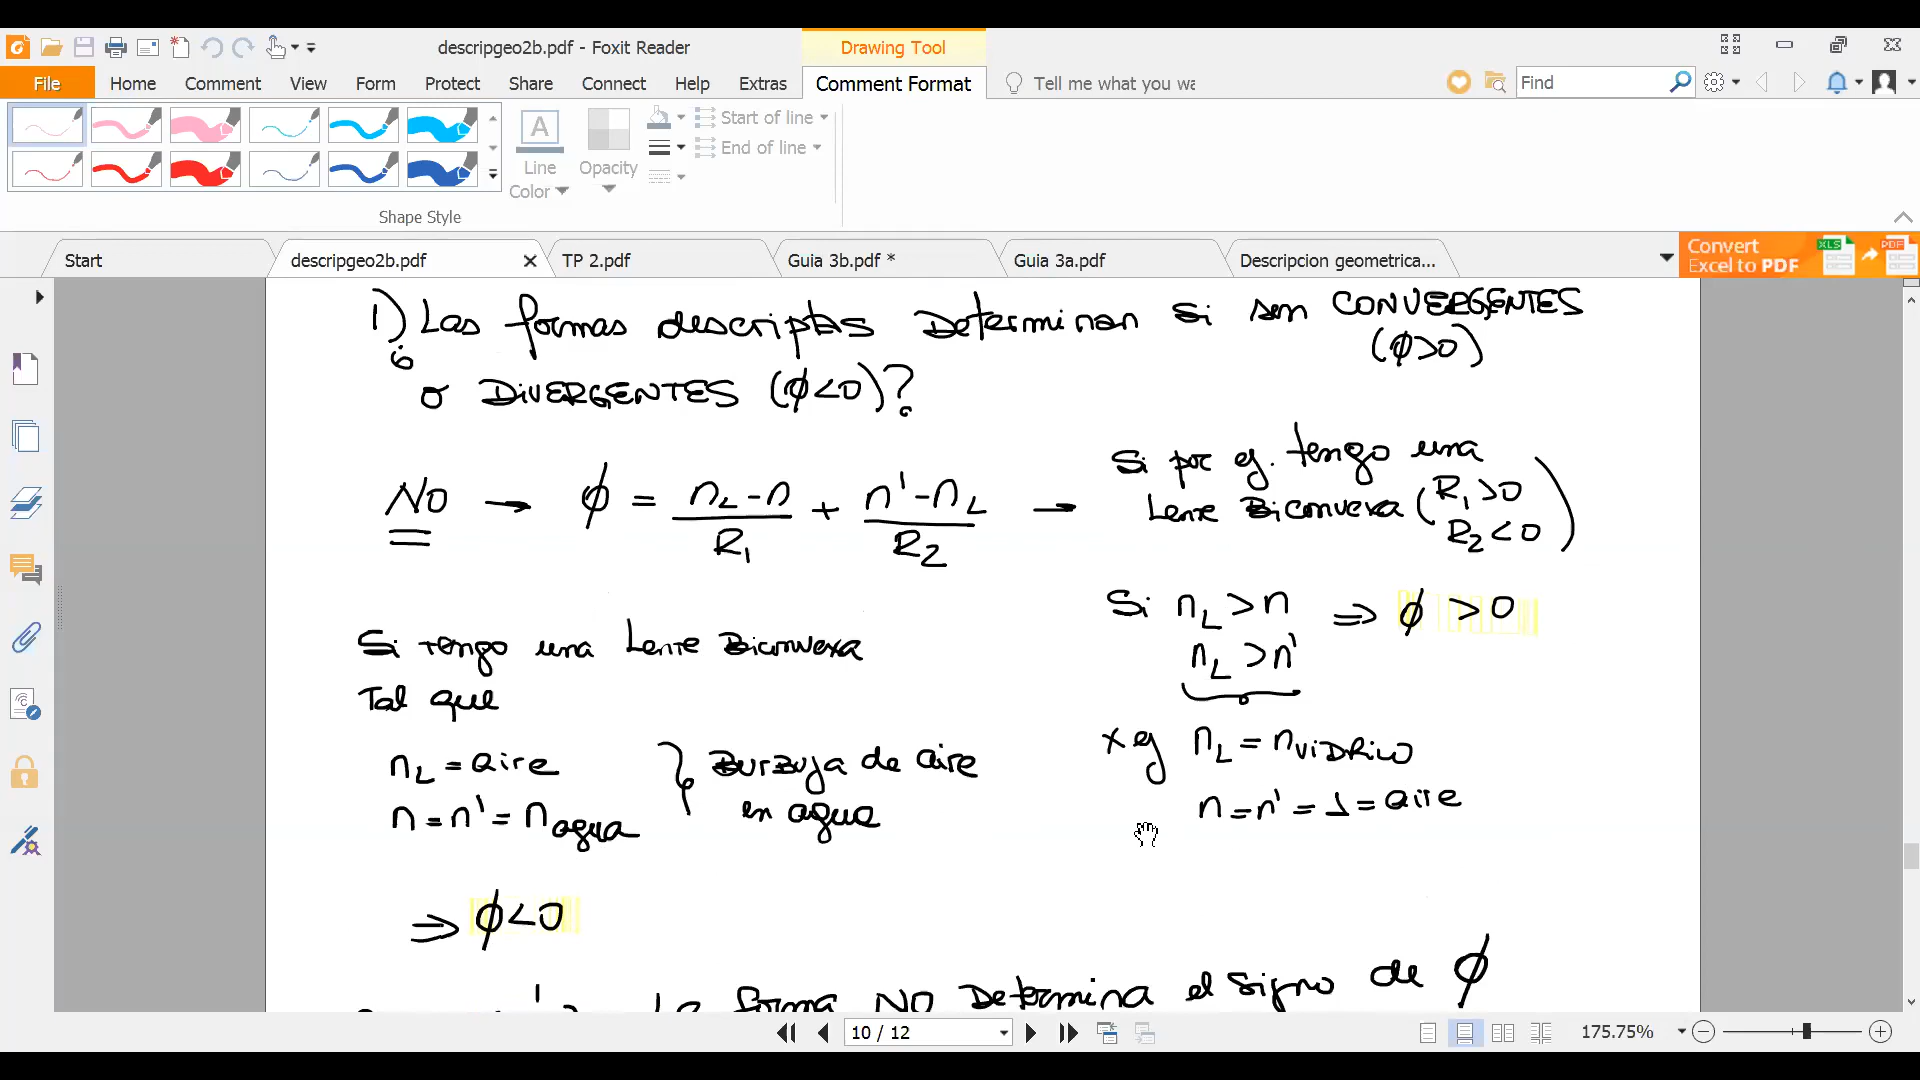 descripgeo2b.pdf - Foxit Reader
Drawing Tool
File Home Comment View Form Protect Share Connect Help Extras Comment Format Tell me what you wa Find
Line Color
Opacity
Start of line
End of line
Shape Style
Start descripgeo2b.pdf TP 2.pdf Guia 3b.pdf * Guia 3a.pdf Descripcion geometrica...
Convert
Excel to PDF
XLS PDF
1) Las formas descriptas Determinan si son CONVERGENTES
(ϕ>0)
ó
o DIVERGENTES (ϕ<0)?
NO → ϕ = (nL - n)/R1 + (n' - nL)/R2 →
Si por ej. tengo una
Lente Biconvexa (R1>0
R2<0)
Si nL > n ⇒ ϕ > 0
nL > n'
x ej nL = nVIDRIO
n = n' = 1 = aire
Si tengo una Lente Biconvexa
Tal que
nL = aire
n = n' = nagua
} Burbuja de aire
en agua
⇒ ϕ<0
La forma NO Determina el signo de ϕ
10 / 12
175.75%